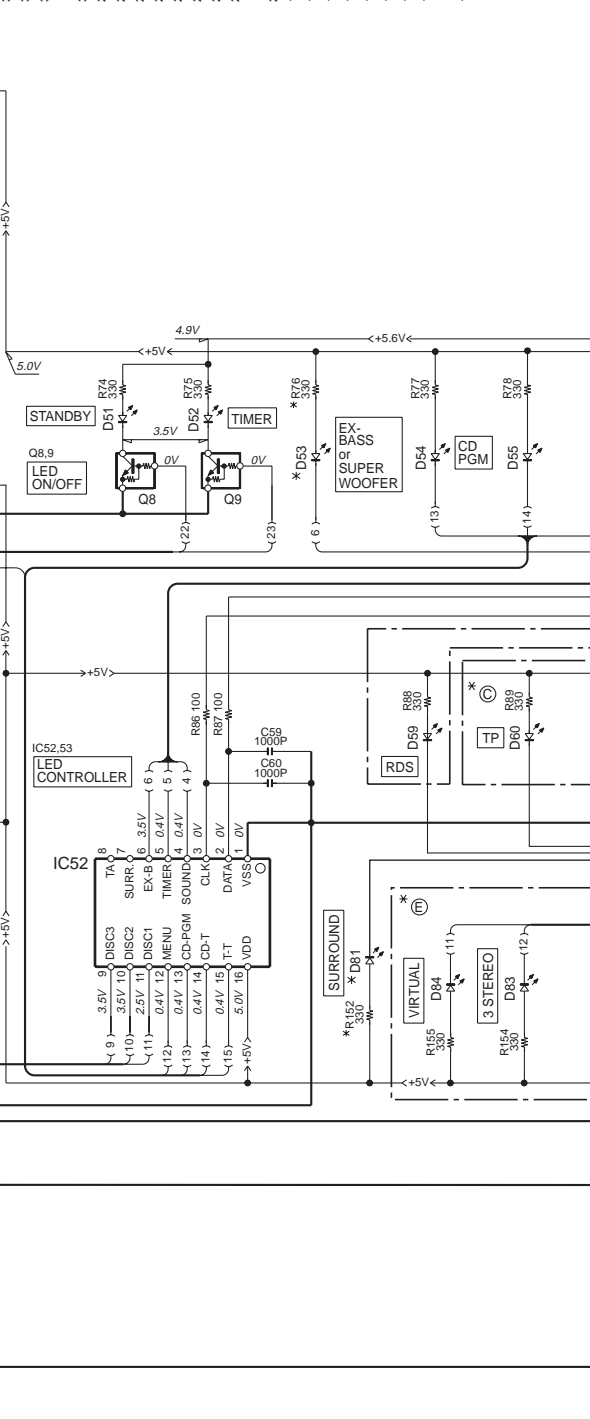 +5V
4.9V
+5.6V
+5V
5.0V
R74
330
R75
330
* R76
330
R77
330
R78
330
STANDBY
D51
D52
TIMER
3.5V
Q8,9
LED
ON/OFF
0V
0V
Q8
Q9
* D53
EX-
BASS
or
SUPER
WOOFER
D54
CD
PGM
D55
22
23
6
13
14
+5V
+5V
R86 100
R87 100
C59
1000P
C60
1000P
R88
330
D59
RDS
* C
R89
330
TP
D60
IC52,53
LED
CONTROLLER
6
5
4
3.5V
0.4V
0.4V
0V
0V
0V
IC52
8
7
6
5
4
3
2
1
TA
SURR.
EX-B
TIMER
SOUND
CLK
DATA
VSS
DISC3
DISC2
DISC1
MENU
CD-PGM
CD-T
T-T
VDD
9
10
11
12
13
14
15
16
3.5V
3.5V
2.5V
0.4V
0.4V
0.4V
0.4V
5.0V
9
10
11
12
13
14
15
+5V
+5V
SURROUND
* D81
* R152
330
* E
VIRTUAL
11
D84
R155
330
3 STEREO
12
D83
R154
330
+5V